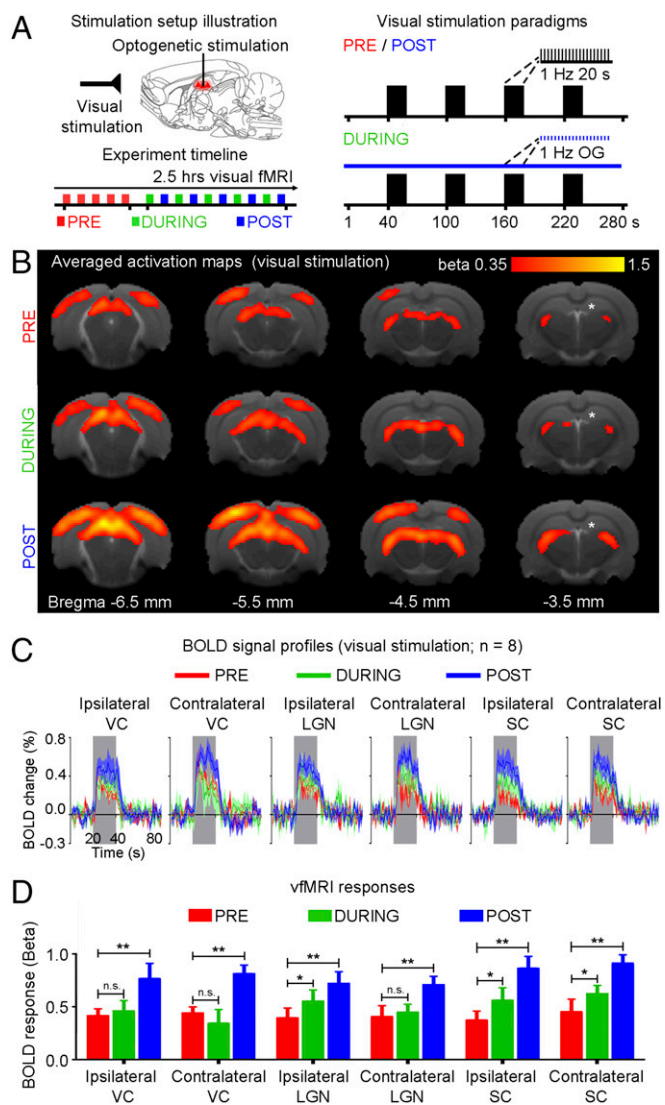 A
Stimulation setup illustration
Optogenetic stimulation
Visual
stimulation
Experiment timeline
2.5 hrs visual fMRI
PRE
DURING
POST
Visual stimulation paradigms
PRE / POST
1 Hz 20 s
DURING
1 Hz OG
1
40
100
160
220
280 s
B
Averaged activation maps (visual stimulation)
beta 0.35
1.5
PRE
*
DURING
*
POST
*
Bregma -6.5 mm
-5.5 mm
-4.5 mm
-3.5 mm
C
BOLD signal profiles (visual stimulation; n = 8)
PRE
DURING
POST
Ipsilateral
VC
Contralateral
VC
Ipsilateral
LGN
Contralateral
LGN
Ipsilateral
SC
Contralateral
SC
BOLD change (%)
0.8
0.4
0.0
-0.3
20
40
80
Time (s)
D
vfMRI responses
PRE
DURING
POST
BOLD response (Beta)
1.0
0.5
0.0
**
n.s.
**
n.s.
**
*
**
n.s.
**
*
**
*
Ipsilateral
VC
Contralateral
VC
Ipsilateral
LGN
Contralateral
LGN
Ipsilateral
SC
Contralateral
SC